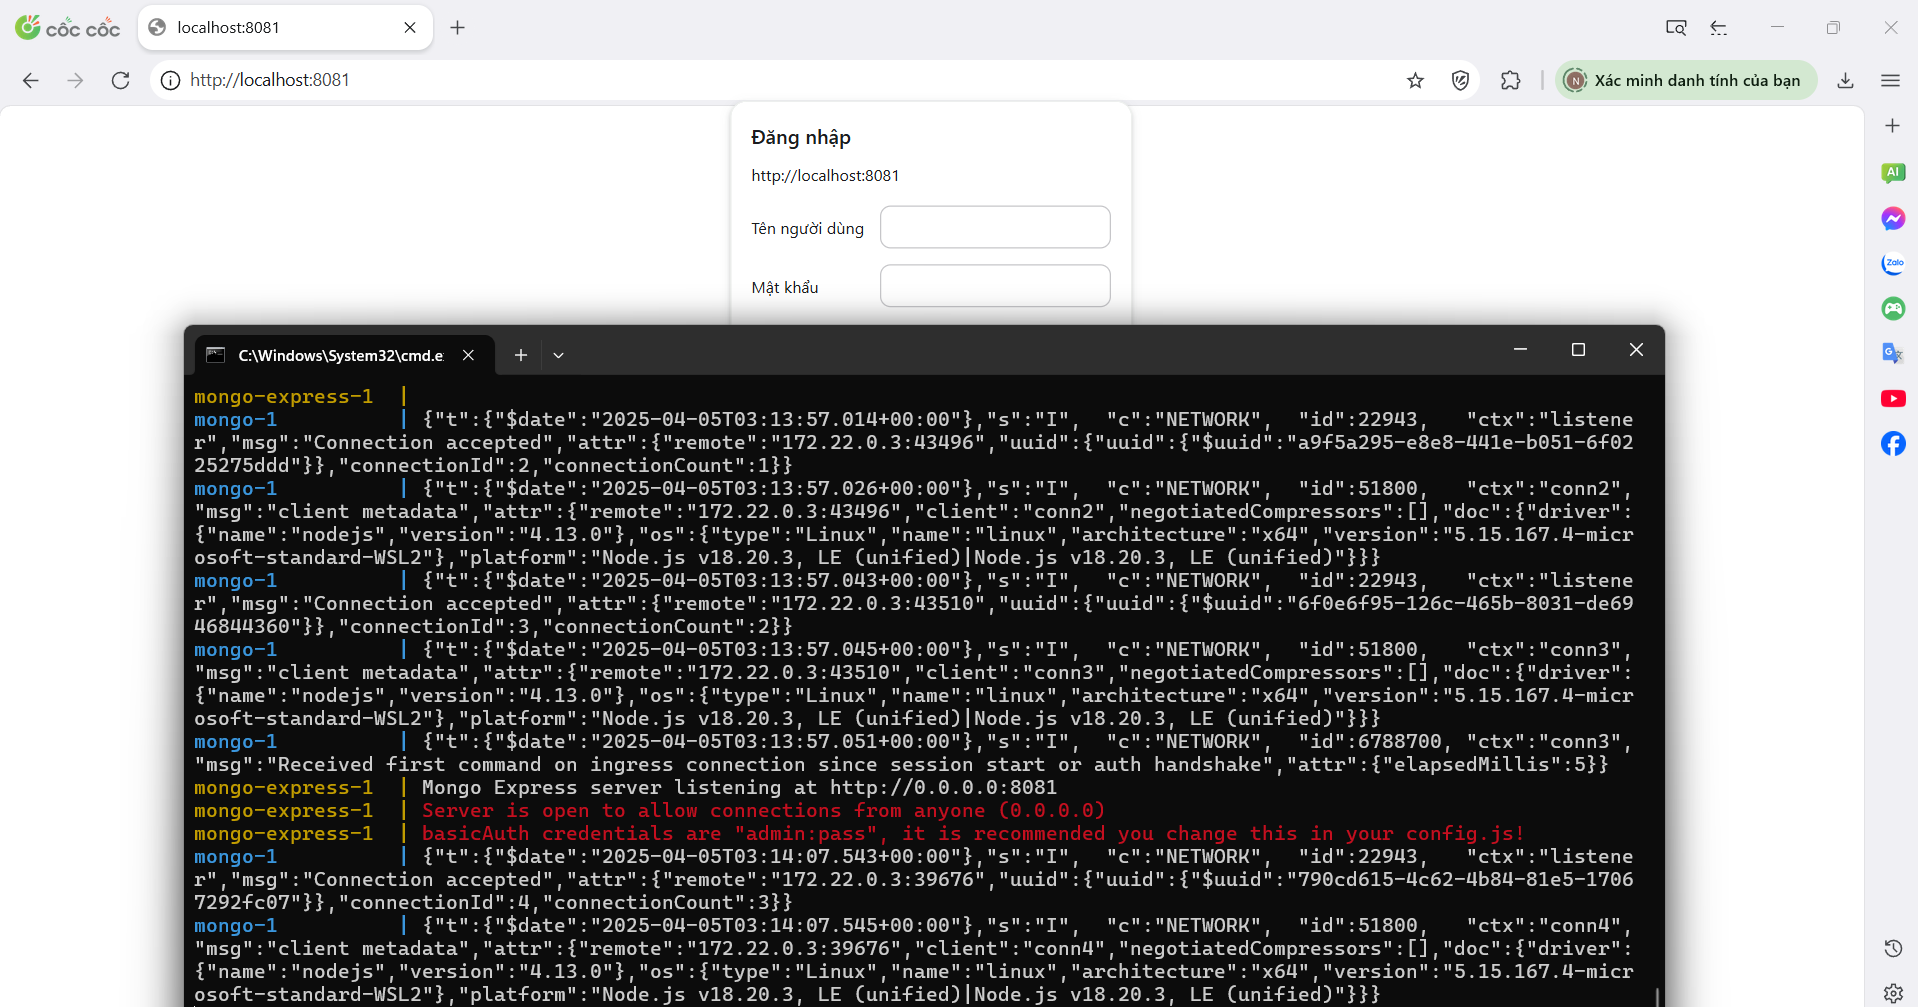 cốc cốc
localhost:8081
http://localhost:8081
N
Xác minh danh tính của bạn
AI
Zalo
G
Đăng nhập
http://localhost:8081
Tên người dùng
Mật khẩu
C:\Windows\System32\cmd.e
mongo-express-1  |
mongo-1          | {"t":{"$date":"2025-04-05T03:13:57.014+00:00"},"s":"I",  "c":"NETWORK",  "id":22943,   "ctx":"listene
r","msg":"Connection accepted","attr":{"remote":"172.22.0.3:43496","uuid":{"uuid":{"$uuid":"a9f5a295-e8e8-441e-b051-6f02
25275ddd"}},"connectionId":2,"connectionCount":1}}
mongo-1          | {"t":{"$date":"2025-04-05T03:13:57.026+00:00"},"s":"I",  "c":"NETWORK",  "id":51800,   "ctx":"conn2",
"msg":"client metadata","attr":{"remote":"172.22.0.3:43496","client":"conn2","negotiatedCompressors":[],"doc":{"driver":
{"name":"nodejs","version":"4.13.0"},"os":{"type":"Linux","name":"linux","architecture":"x64","version":"5.15.167.4-micr
osoft-standard-WSL2"},"platform":"Node.js v18.20.3, LE (unified)|Node.js v18.20.3, LE (unified)"}}}
mongo-1          | {"t":{"$date":"2025-04-05T03:13:57.043+00:00"},"s":"I",  "c":"NETWORK",  "id":22943,   "ctx":"listene
r","msg":"Connection accepted","attr":{"remote":"172.22.0.3:43510","uuid":{"uuid":{"$uuid":"6f0e6f95-126c-465b-8031-de69
46844360"}},"connectionId":3,"connectionCount":2}}
mongo-1          | {"t":{"$date":"2025-04-05T03:13:57.045+00:00"},"s":"I",  "c":"NETWORK",  "id":51800,   "ctx":"conn3",
"msg":"client metadata","attr":{"remote":"172.22.0.3:43510","client":"conn3","negotiatedCompressors":[],"doc":{"driver":
{"name":"nodejs","version":"4.13.0"},"os":{"type":"Linux","name":"linux","architecture":"x64","version":"5.15.167.4-micr
osoft-standard-WSL2"},"platform":"Node.js v18.20.3, LE (unified)|Node.js v18.20.3, LE (unified)"}}}
mongo-1          | {"t":{"$date":"2025-04-05T03:13:57.051+00:00"},"s":"I",  "c":"NETWORK",  "id":6788700, "ctx":"conn3",
"msg":"Received first command on ingress connection since session start or auth handshake","attr":{"elapsedMillis":5}}
mongo-express-1  | Mongo Express server listening at http://0.0.0.0:8081
mongo-express-1  | Server is open to allow connections from anyone (0.0.0.0)
mongo-express-1  | basicAuth credentials are "admin:pass", it is recommended you change this in your config.js!
mongo-1          | {"t":{"$date":"2025-04-05T03:14:07.543+00:00"},"s":"I",  "c":"NETWORK",  "id":22943,   "ctx":"listene
r","msg":"Connection accepted","attr":{"remote":"172.22.0.3:39676","uuid":{"uuid":{"$uuid":"790cd615-4c62-4b84-81e5-1706
7292fc07"}},"connectionId":4,"connectionCount":3}}
mongo-1          | {"t":{"$date":"2025-04-05T03:14:07.545+00:00"},"s":"I",  "c":"NETWORK",  "id":51800,   "ctx":"conn4",
"msg":"client metadata","attr":{"remote":"172.22.0.3:39676","client":"conn4","negotiatedCompressors":[],"doc":{"driver":
{"name":"nodejs","version":"4.13.0"},"os":{"type":"Linux","name":"linux","architecture":"x64","version":"5.15.167.4-micr
osoft-standard-WSL2"},"platform":"Node.js v18.20.3, LE (unified)|Node.js v18.20.3, LE (unified)"}}}